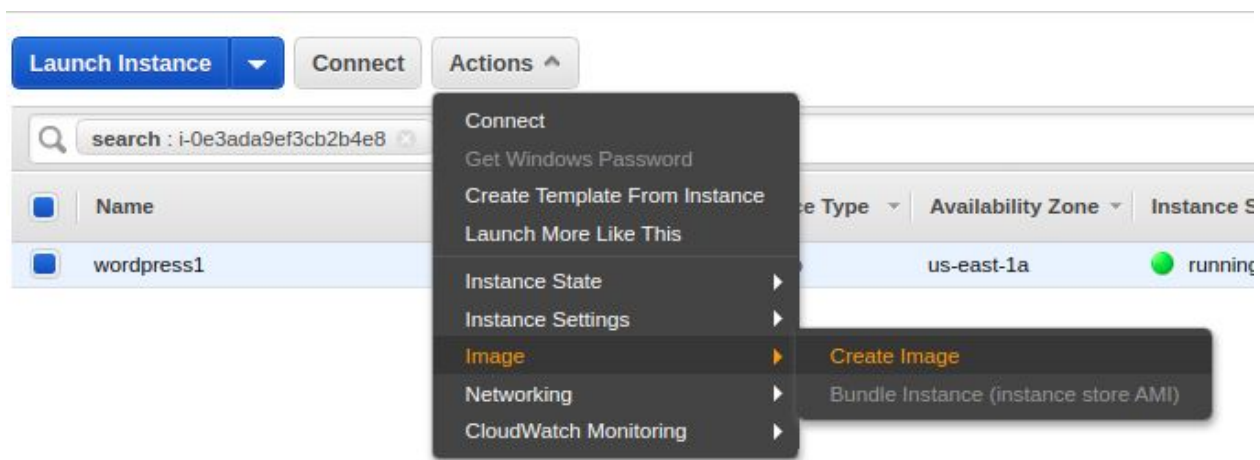 Launch Instance Connect Actions
search : i-0e3ada9ef3cb2b4e8
Name
ce Type Availability Zone Instance S
wordpress1
us-east-1a running
Connect
Get Windows Password
Create Template From Instance
Launch More Like This
Instance State
Instance Settings
Image
Networking
CloudWatch Monitoring
Create Image
Bundle Instance (instance store AMI)